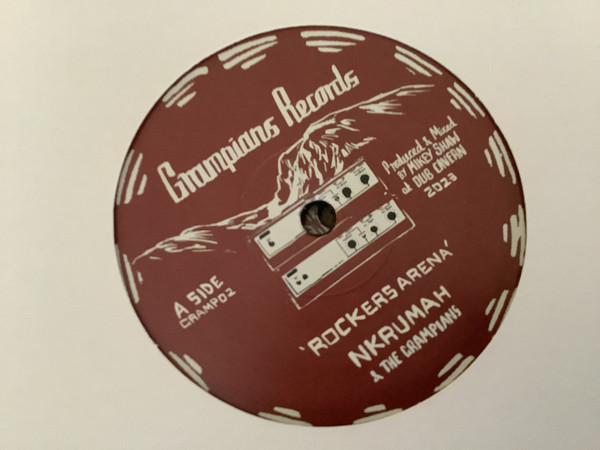 Grampians Records
Produced & Mixed
BY MIKEY SHAW
at DUB CAVERN
2023
A SIDE
GRAMP02
'ROCKERS ARENA'
NKRUMAH
& THE GRAMPIANS